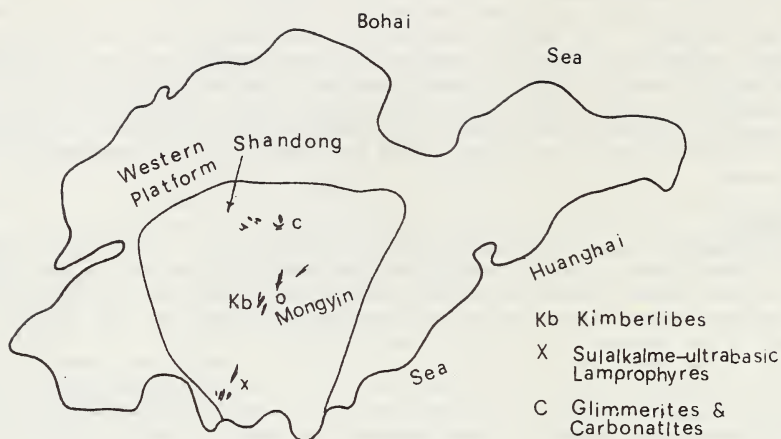 Bohai
Sea
Shandong
Western
Platform
C
Huanghai
Sea
Kb
Mongyin
X
Kb Kimberlibes
X Sulalkalme-ultrabasic
Lamprophyres
C Glimmerites &
Carbonatites